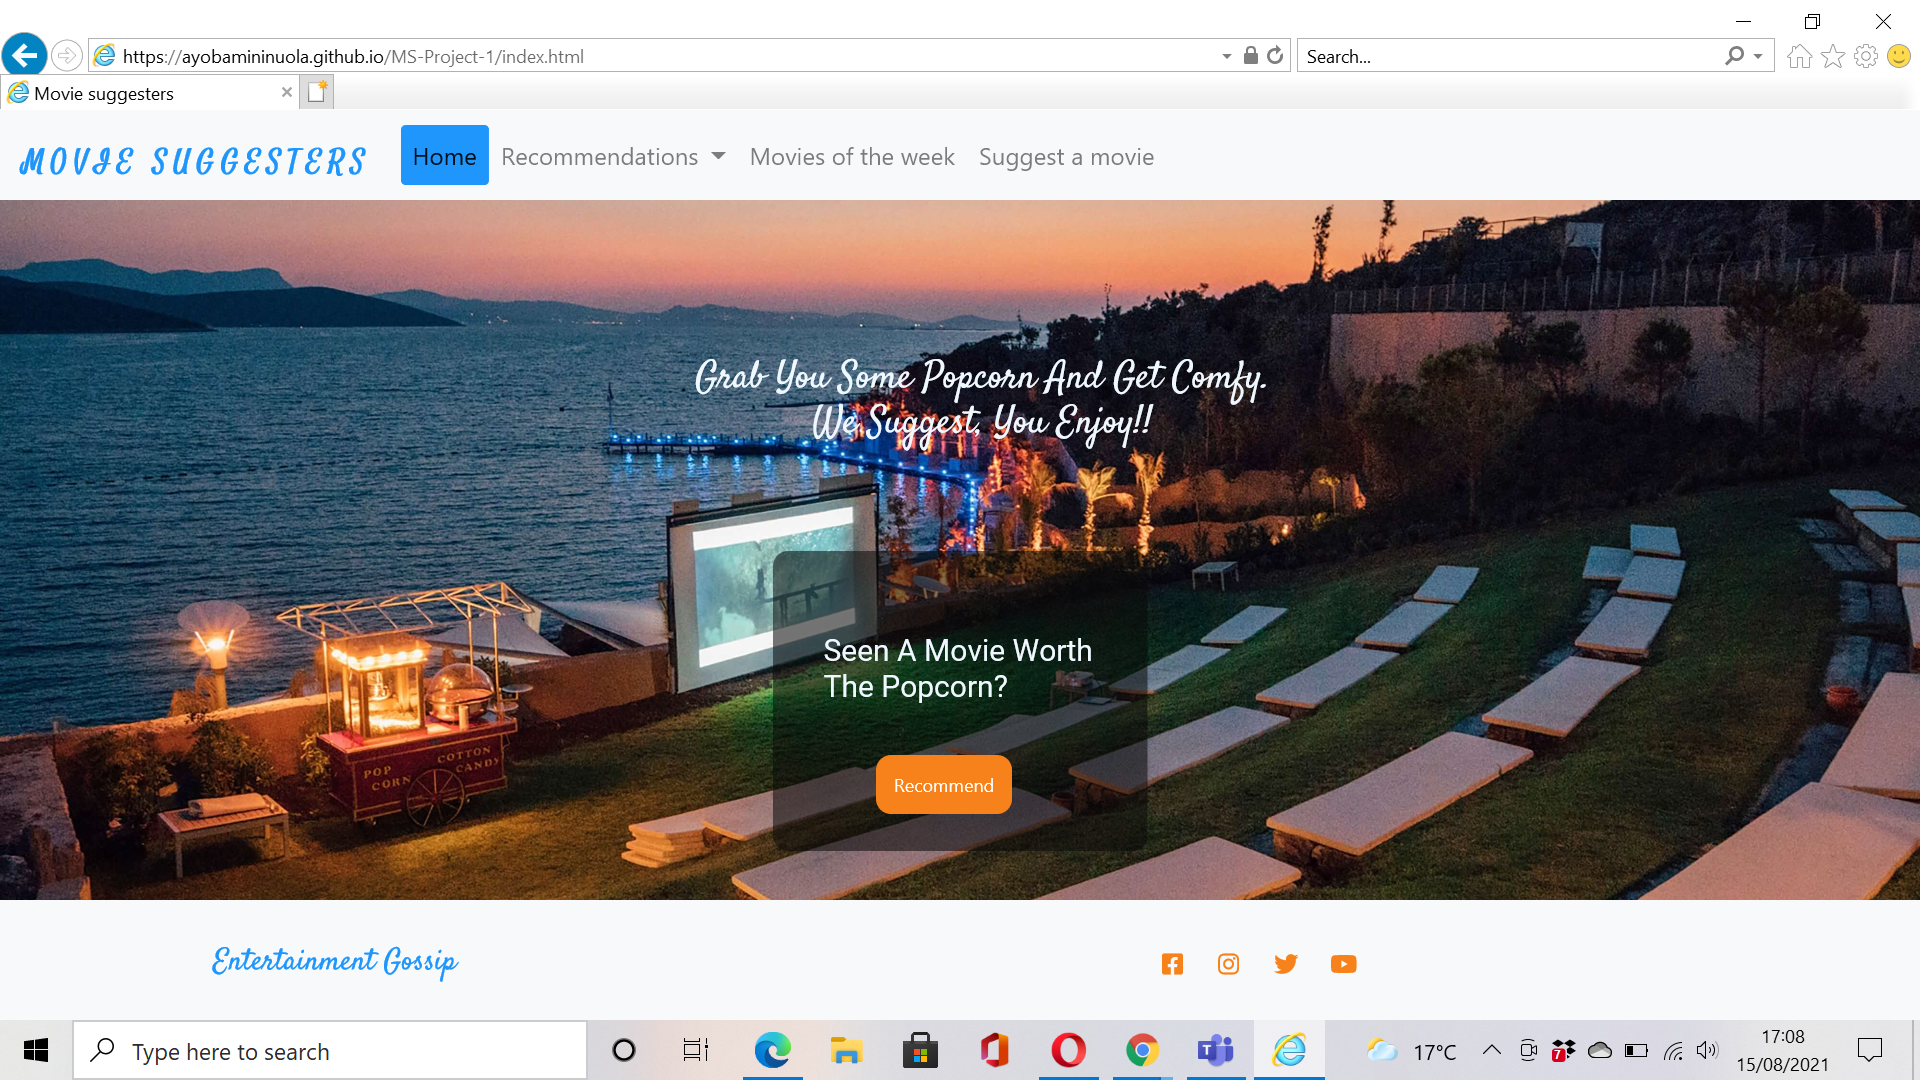 https://ayobamininuola.github.io/MS-Project-1/index.html
Search...
Movie suggesters
MOVIE SUGGESTERS
Home
Recommendations
Movies of the week
Suggest a movie
Grab You Some Popcorn And Get Comfy.
We Suggest, You Enjoy!!
POP
CORN
COTTON
CANDY
Seen A Movie Worth
The Popcorn?
Recommend
Entertainment Gossip
Type here to search
T
7
17°C
17:08
15/08/2021